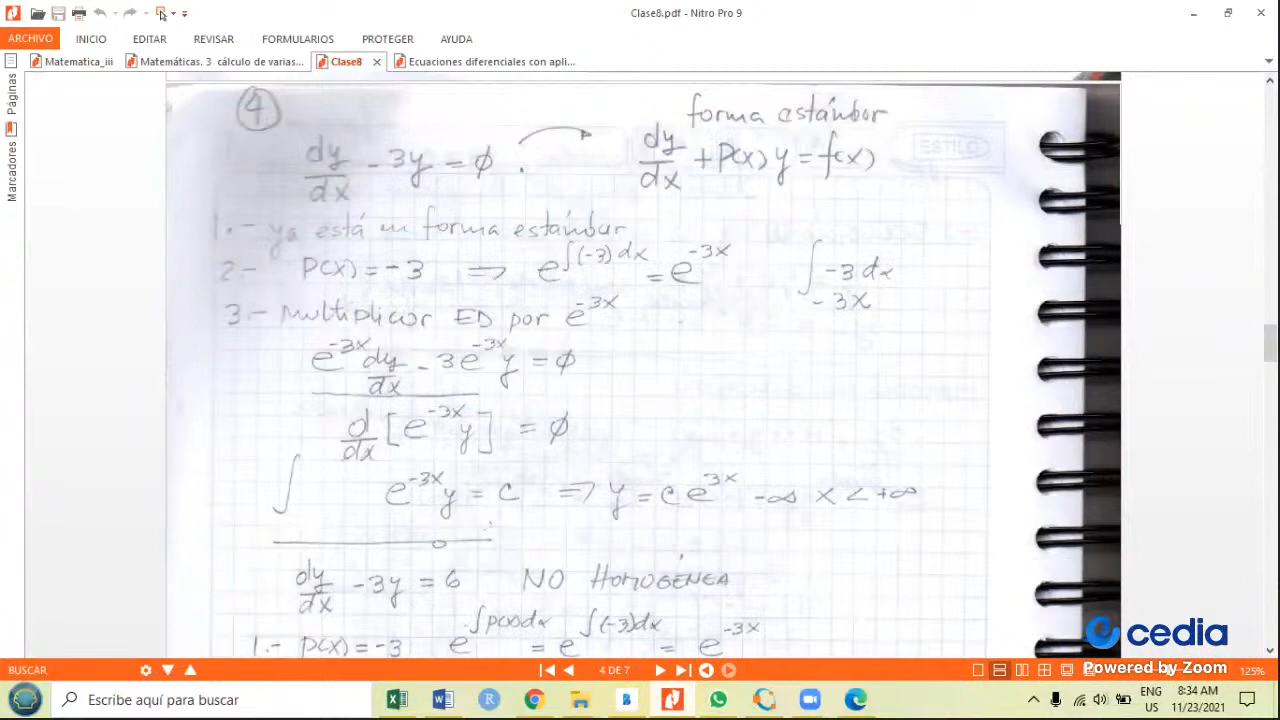 Clase8.pdf - Nitro Pro 9
ARCHIVO INICIO EDITAR REVISAR FORMULARIOS PROTEGER AYUDA
Matematica_iii Matemáticas. 3 cálculo de varias... Clase8 Ecuaciones diferenciales con apli...
Páginas
Marcadores
4
forma estándar
ESTILO
dy/dx - 3y = ϕ . dy/dx + P(x) y = f(x)
1.- ya está en forma estándar
2- P(x) = -3 => e^∫(-3)dx = e^-3x ∫ -3 dx
- 3x
3.- Multiplicar ED por e^-3x
e^-3x dy/dx - 3e^-3x y = ϕ
d/dx [e^-3x y] = ϕ
∫ e^-3x y = c => y = c e^3x -∞ x < +∞
dy/dx - 3y = 6 NO HOMOGÉNEA
1.- P(x) = -3 e^∫p(x)dx = e^∫(-3)dx = e^-3x
cedia
Powered by Zoom
BUSCAR 4 DE 7 125%
Escribe aquí para buscar
ENG 8:34 AM
US 11/23/2021